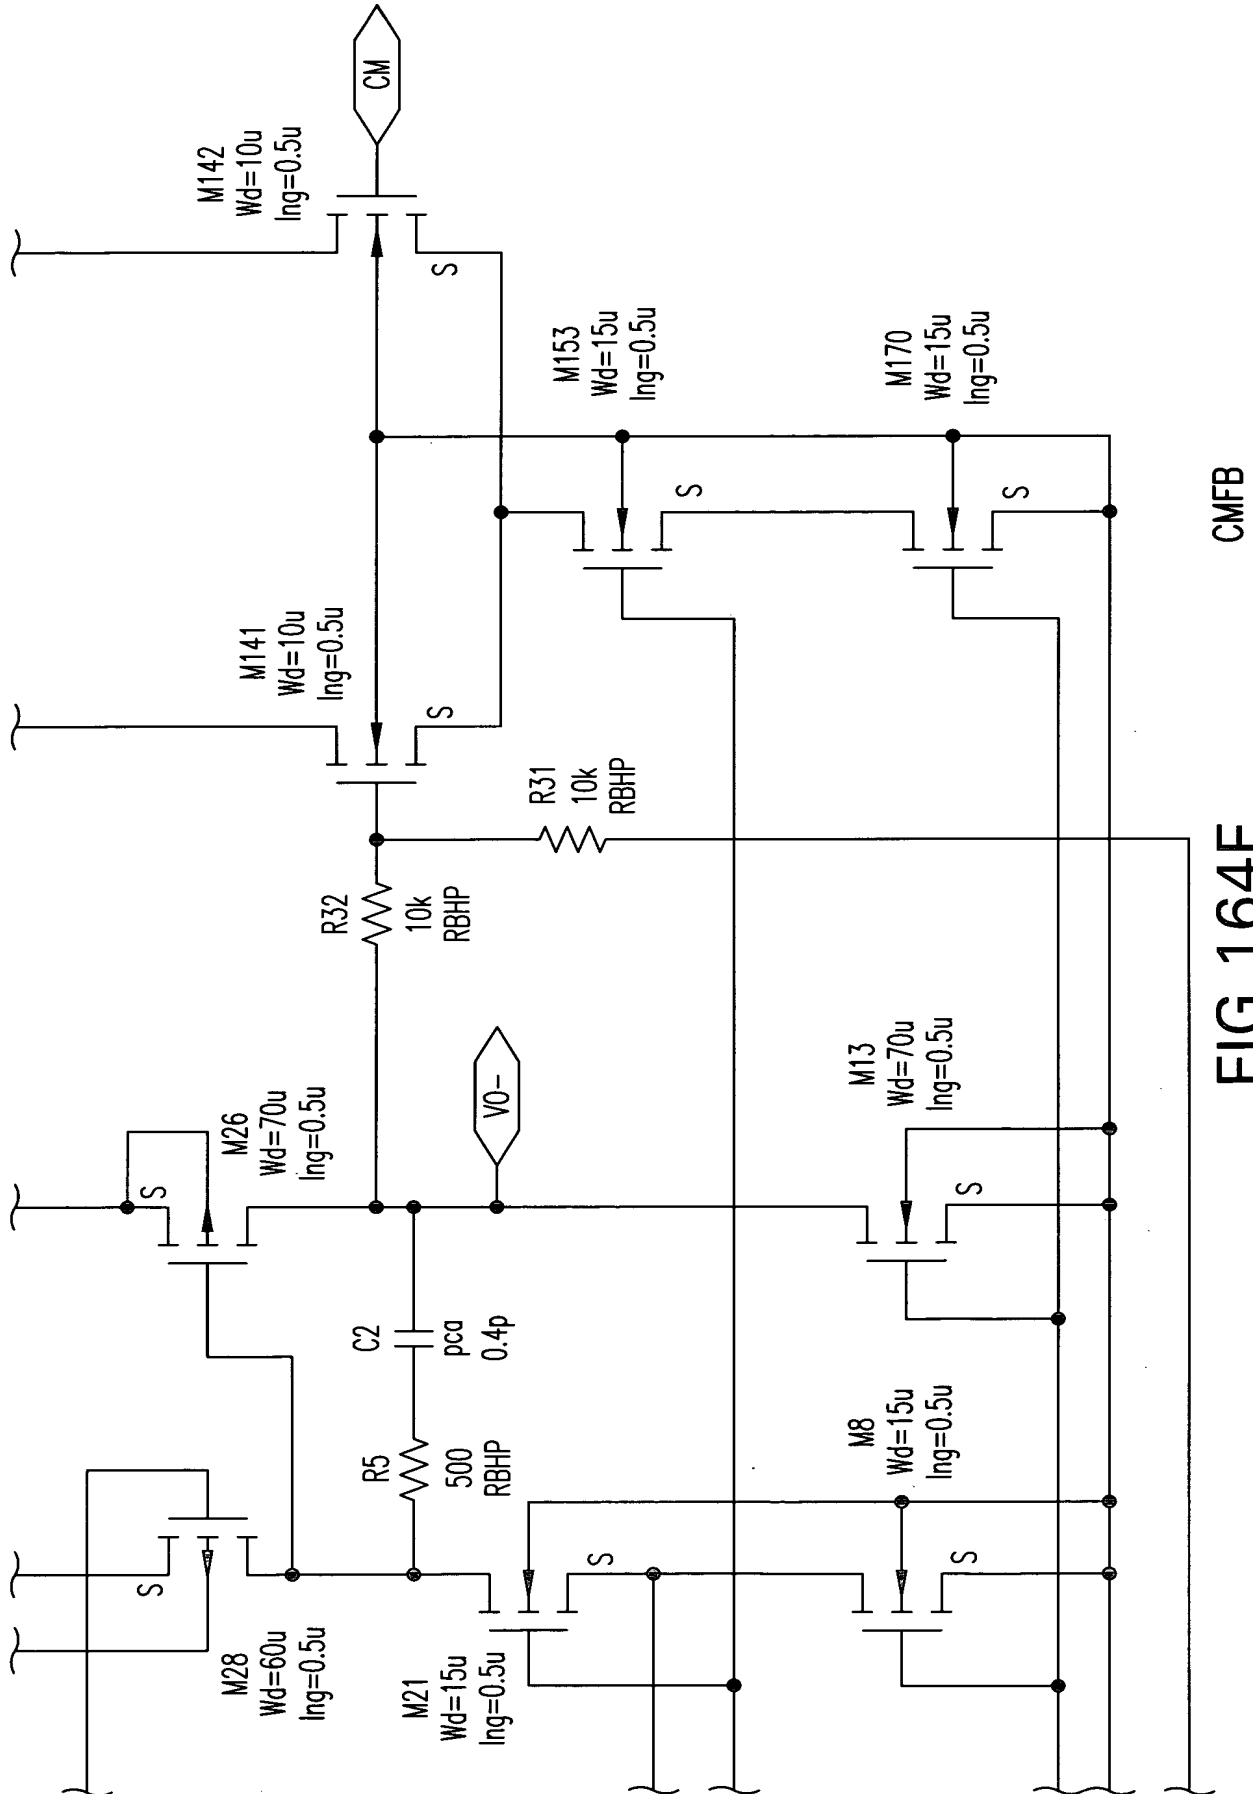 M28
Wd=60u
lng=0.5u
S
M26
Wd=70u
lng=0.5u
S
M141
Wd=10u
lng=0.5u
S
M142
Wd=10u
lng=0.5u
S
CM
R32
10k
RBHP
R31
10k
RBHP
R5
500
RBHP
C2
pca
0.4p
VO-
M21
Wd=15u
lng=0.5u
S
M153
Wd=15u
lng=0.5u
S
M8
Wd=15u
lng=0.5u
S
M13
Wd=70u
lng=0.5u
S
M170
Wd=15u
lng=0.5u
S
CMFB